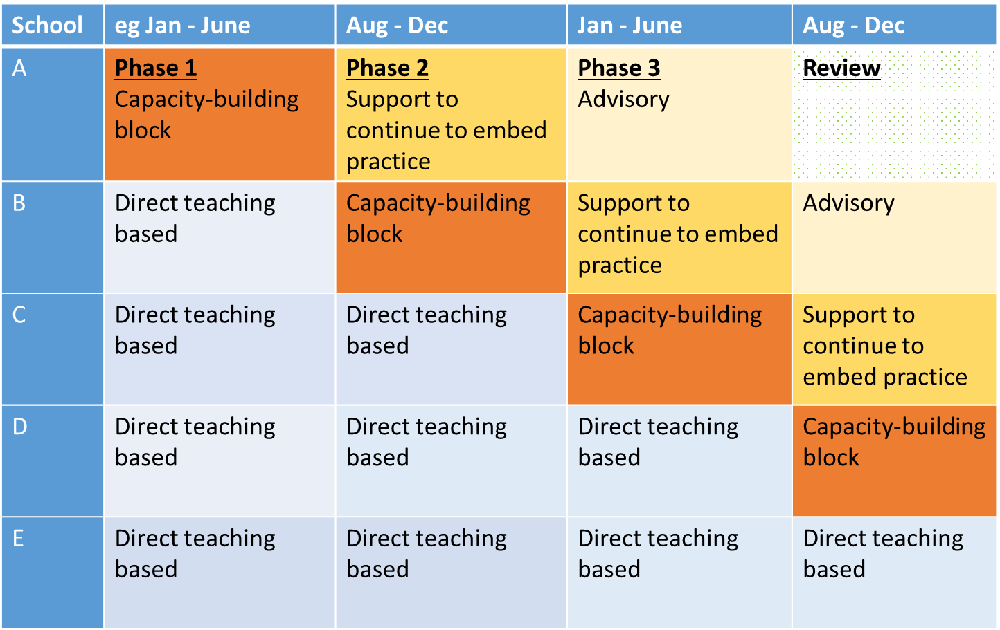 School eg Jan - June Aug - Dec Jan - June Aug - Dec
A
Phase 1
Capacity-building
block
Phase 2
Support to
continue to embed
practice
Phase 3
Advisory
Review
B
Direct teaching
based
Capacity-building
block
Support to
continue to embed
practice
Advisory
C
Direct teaching
based
Direct teaching
based
Capacity-building
block
Support to
continue to
embed practice
D
Direct teaching
based
Direct teaching
based
Direct teaching
based
Capacity-building
block
E
Direct teaching
based
Direct teaching
based
Direct teaching
based
Direct teaching
based